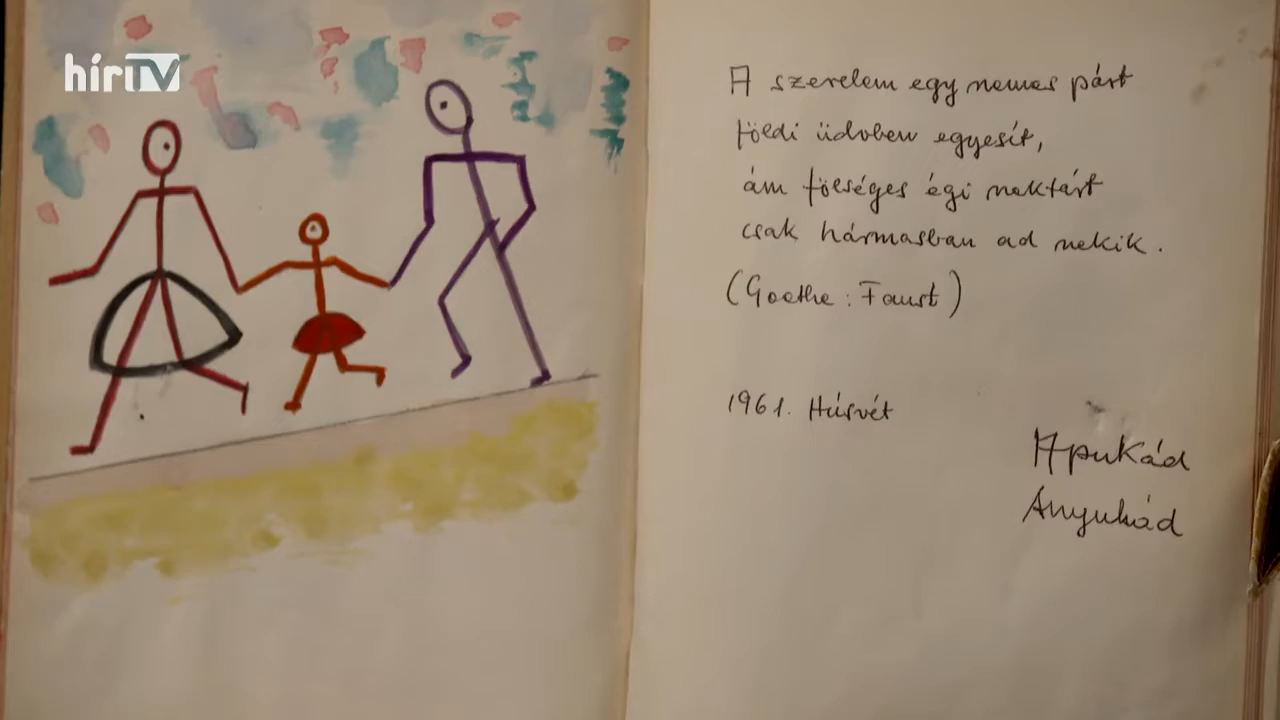 hírTV
A szerelem egy nemes párt
földi üdvben egyesít,
ám fölséges égi nektárt
csak hármasban ad nekik.
(Goethe: Faust)
1961. Húsvét
Apukád
Anyukád